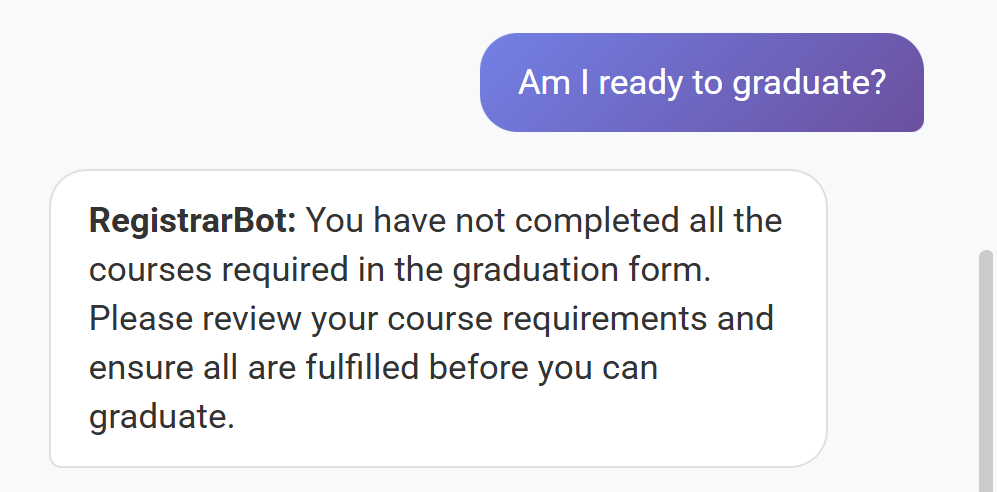 Am I ready to graduate?
RegistrarBot: You have not completed all the
courses required in the graduation form.
Please review your course requirements and
ensure all are fulfilled before you can
graduate.